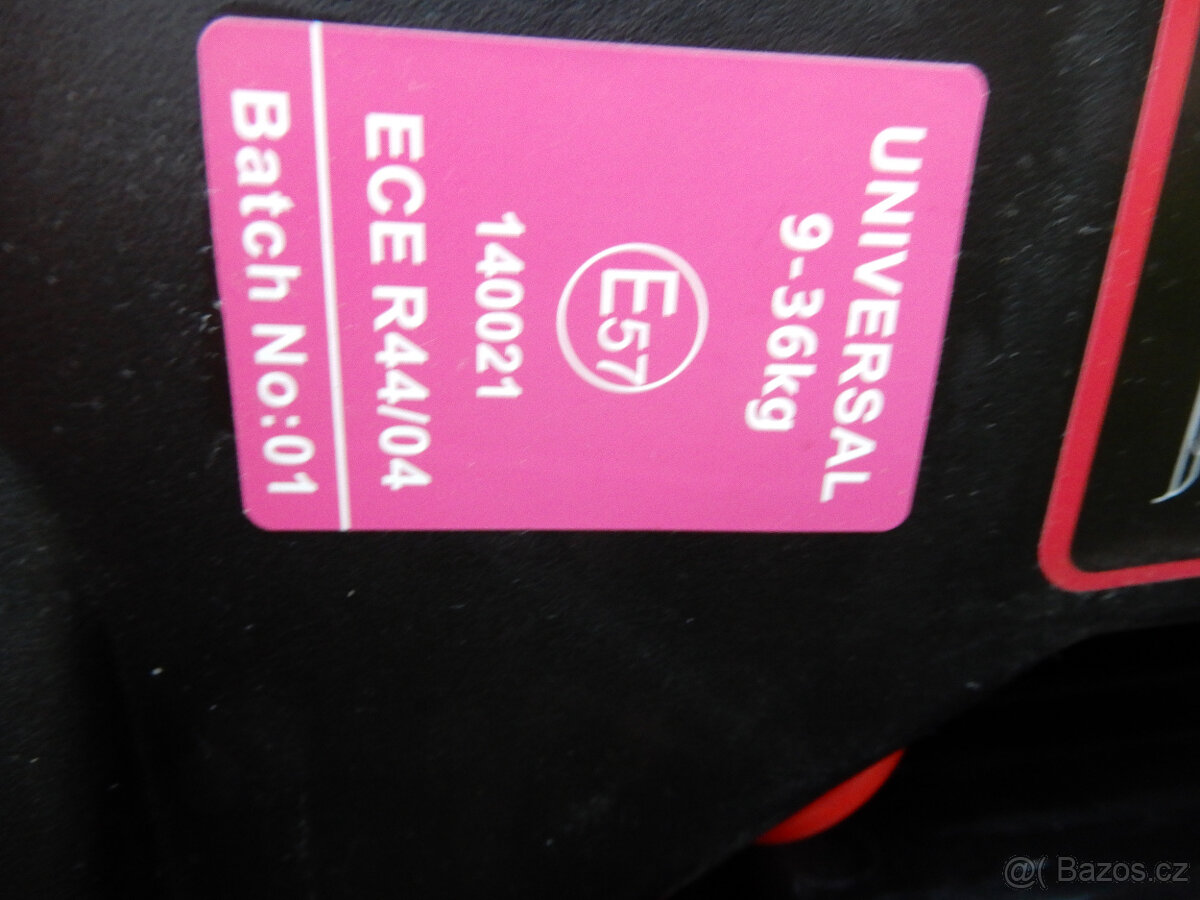 UNIVERSAL
9-36kg
E57
140021
ECE R44/04
Batch No:01
@( Bazos.cz